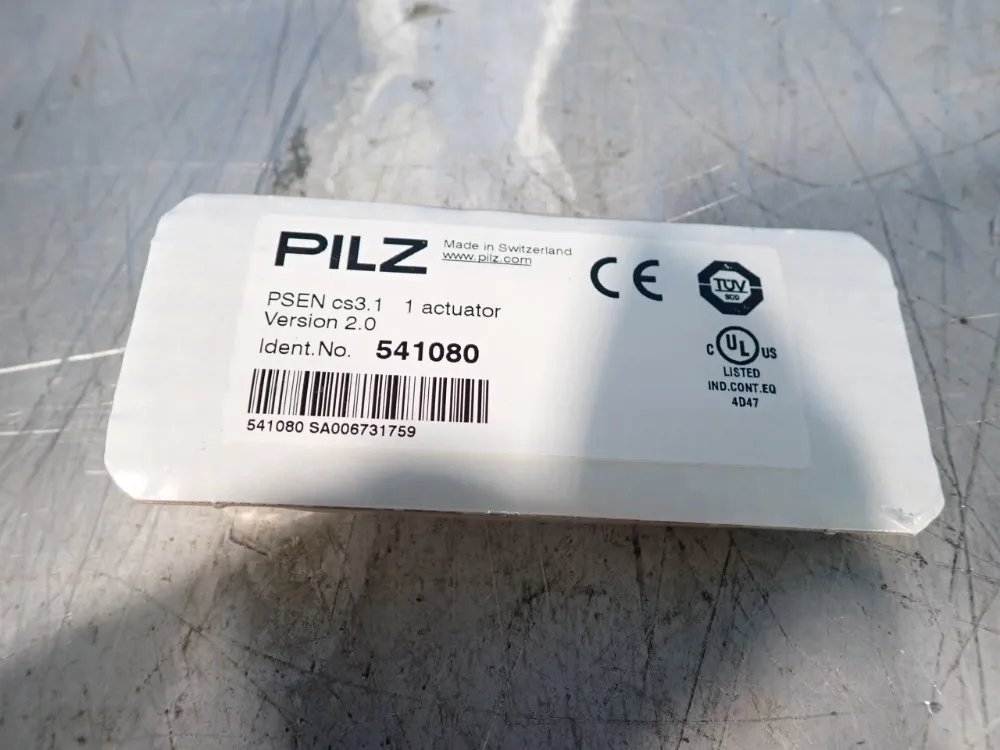 PILZ
Made in Switzerland
www.pilz.com
PSEN cs3.1 1 actuator
Version 2.0
Ident.No. 541080
541080 SA006731759
CE
TÜV
SÜD
C UL US
LISTED
IND.CONT.EQ
4D47